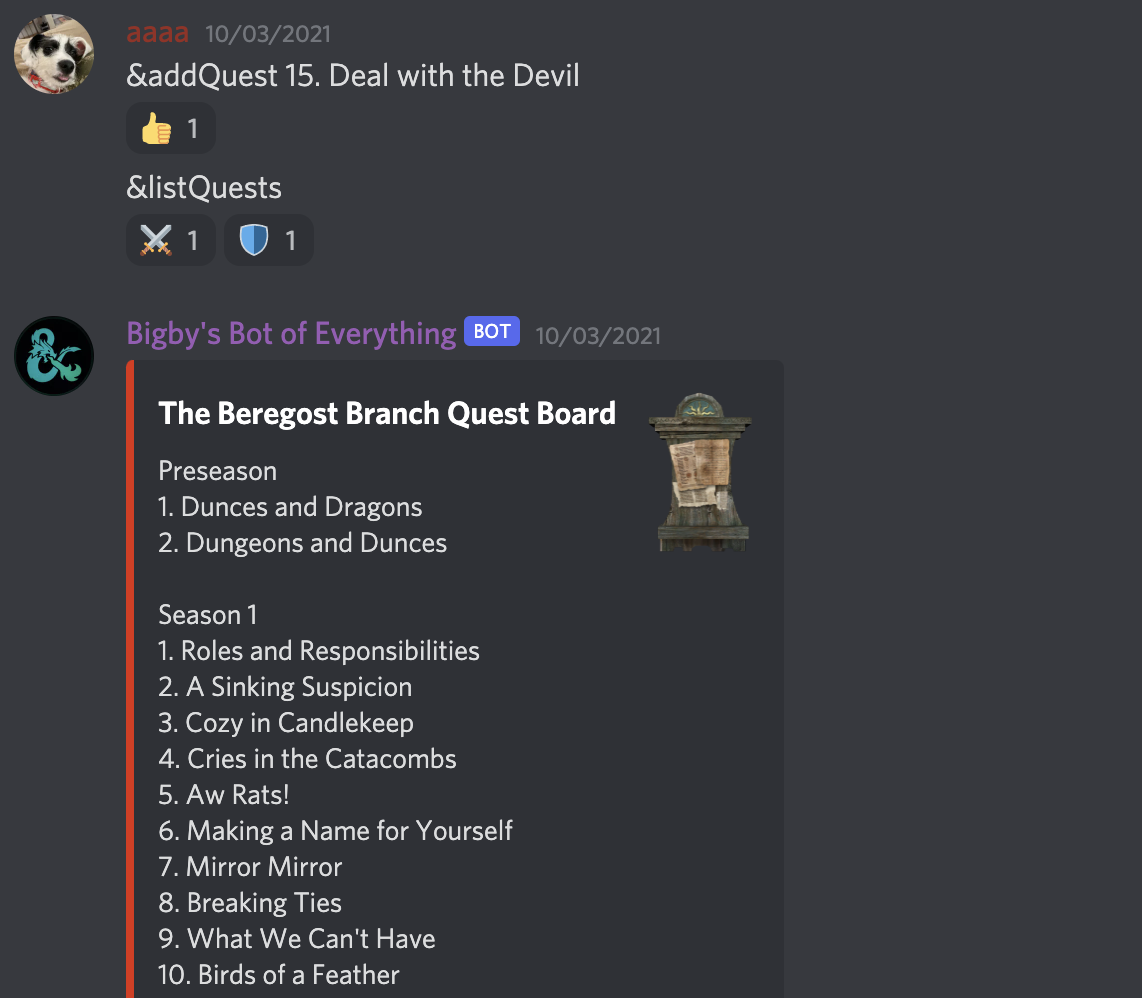 aaaa 10/03/2021
&addQuest 15. Deal with the Devil
1
&listQuests
1 1
Bigby's Bot of Everything BOT 10/03/2021
The Beregost Branch Quest Board
Preseason
1. Dunces and Dragons
2. Dungeons and Dunces
Season 1
1. Roles and Responsibilities
2. A Sinking Suspicion
3. Cozy in Candlekeep
4. Cries in the Catacombs
5. Aw Rats!
6. Making a Name for Yourself
7. Mirror Mirror
8. Breaking Ties
9. What We Can't Have
10. Birds of a Feather